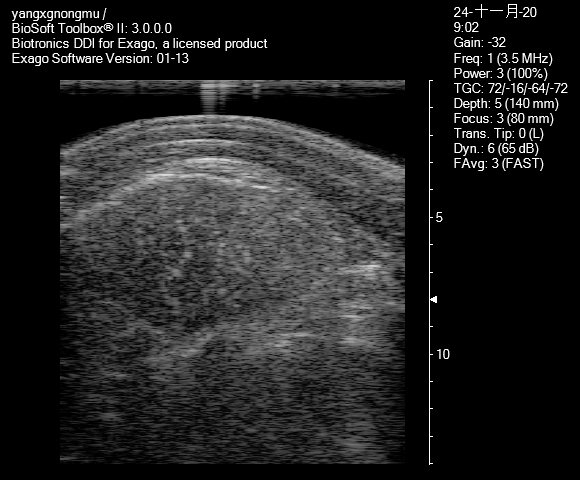 yangxgnongmu /
BioSoft Toolbox® II: 3.0.0.0
Biotronics DDI for Exago, a licensed product
Exago Software Version: 01-13
24-十一月-20
9:02
Gain: -32
Freq: 1 (3.5 MHz)
Power: 3 (100%)
TGC: 72/-16/-64/-72
Depth: 5 (140 mm)
Focus: 3 (80 mm)
Trans. Tip: 0 (L)
Dyn.: 6 (65 dB)
FAvg: 3 (FAST)
5
10